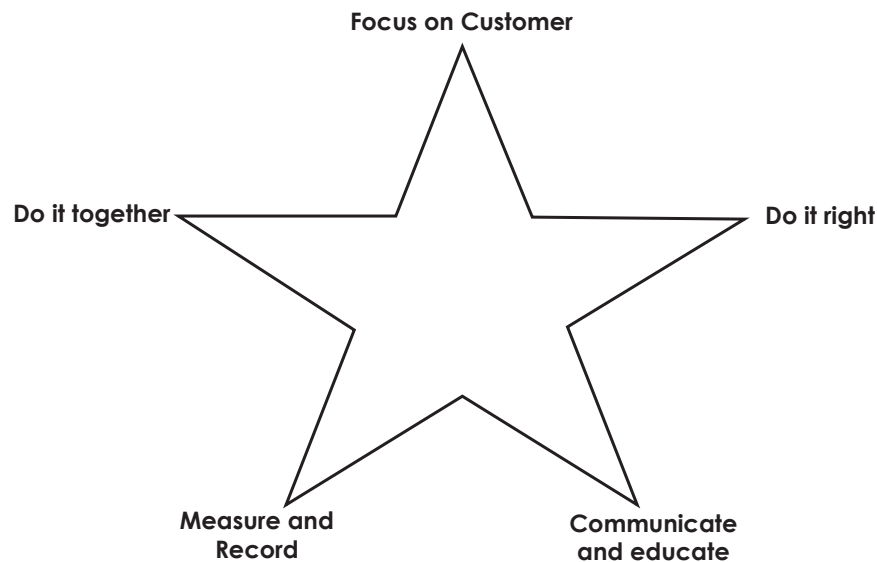 Focus on Customer
Do it together
Do it right
Measure and
Record
Communicate
and educate